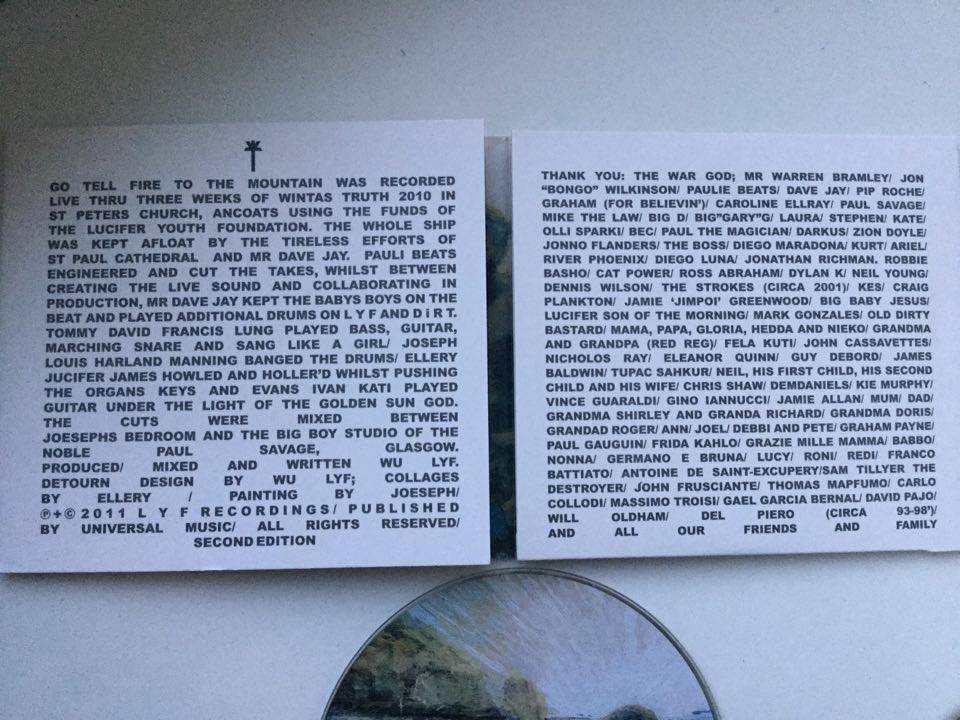 GO TELL FIRE TO THE MOUNTAIN WAS RECORDED
LIVE THRU THREE WEEKS OF WINTAS TRUTH 2010 IN
ST PETERS CHURCH, ANCOATS USING THE FUNDS OF
THE LUCIFER YOUTH FOUNDATION. THE WHOLE SHIP
WAS KEPT AFLOAT BY THE TIRELESS EFFORTS OF
ST PAUL CATHEDRAL AND MR DAVE JAY. PAULI BEATS
ENGINEERED AND CUT THE TAKES, WHILST BETWEEN
CREATING THE LIVE SOUND AND COLLABORATING IN
PRODUCTION, MR DAVE JAY KEPT THE BABYS BOYS ON THE
BEAT AND PLAYED ADDITIONAL DRUMS ON L Y F AND D i R T.
TOMMY DAVID FRANCIS LUNG PLAYED BASS, GUITAR,
MARCHING SNARE AND SANG LIKE A GIRL/ JOSEPH
LOUIS HARLAND MANNING BANGED THE DRUMS/ ELLERY
JUCIFER JAMES HOWLED AND HOLLER'D WHILST PUSHING
THE ORGANS KEYS AND EVANS IVAN KATI PLAYED
GUITAR UNDER THE LIGHT OF THE GOLDEN SUN GOD.
THE CUTS WERE MIXED BETWEEN
JOESEPHS BEDROOM AND THE BIG BOY STUDIO OF THE
NOBLE PAUL SAVAGE, GLASGOW.
PRODUCED/ MIXED AND WRITTEN WU LYF.
DETOURN DESIGN BY WU LYF; COLLAGES
BY ELLERY / PAINTING BY JOESEPH/
℗+© 2011 L Y F RECORDINGS/ PUBLISHED
BY UNIVERSAL MUSIC/ ALL RIGHTS RESERVED/
SECOND EDITION
THANK YOU: THE WAR GOD; MR WARREN BRAMLEY/ JON
"BONGO" WILKINSON/ PAULIE BEATS/ DAVE JAY/ PIP ROCHE/
GRAHAM (FOR BELIEVIN')/ CAROLINE ELLRAY/ PAUL SAVAGE/
MIKE THE LAW/ BIG D/ BIG"GARY"G/ LAURA/ STEPHEN/ KATE/
OLLI SPARKI/ BEC/ PAUL THE MAGICIAN/ DARKUS/ ZION DOYLE/
JONNO FLANDERS/ THE BOSS/ DIEGO MARADONA/ KURT/ ARIEL/
RIVER PHOENIX/ DIEGO LUNA/ JONATHAN RICHMAN. ROBBIE
BASHO/ CAT POWER/ ROSS ABRAHAM/ DYLAN K/ NEIL YOUNG/
DENNIS WILSON/ THE STROKES (CIRCA 2001)/ KES/ CRAIG
PLANKTON/ JAMIE 'JIMPOI' GREENWOOD/ BIG BABY JESUS/
LUCIFER SON OF THE MORNING/ MARK GONZALES/ OLD DIRTY
BASTARD/ MAMA, PAPA, GLORIA, HEDDA AND NIEKO/ GRANDMA
AND GRANDPA (RED REG)/ FELA KUTI/ JOHN CASSAVETTES/
NICHOLOS RAY/ ELEANOR QUINN/ GUY DEBORD/ JAMES
BALDWIN/ TUPAC SAHKUR/ NEIL, HIS FIRST CHILD, HIS SECOND
CHILD AND HIS WIFE/ CHRIS SHAW/ DEMDANIELS/ KIE MURPHY/
VINCE GUARALDI/ GINO IANNUCCI/ JAMIE ALLAN/ MUM/ DAD/
GRANDMA SHIRLEY AND GRANDA RICHARD/ GRANDMA DORIS/
GRANDAD ROGER/ ANN/ JOEL/ DEBBI AND PETE/ GRAHAM PAYNE/
PAUL GAUGUIN/ FRIDA KAHLO/ GRAZIE MILLE MAMMA/ BABBO/
NONNA/ GERMANO E BRUNA/ LUCY/ RONI/ REDI/ FRANCO
BATTIATO/ ANTOINE DE SAINT-EXCUPERY/SAM TILLYER THE
DESTROYER/ JOHN FRUSCIANTE/ THOMAS MAPFUMO/ CARLO
COLLODI/ MASSIMO TROISI/ GAEL GARCIA BERNAL/ DAVID PAJO/
WILL OLDHAM/ DEL PIERO (CIRCA 93-98')/
AND ALL OUR FRIENDS AND FAMILY